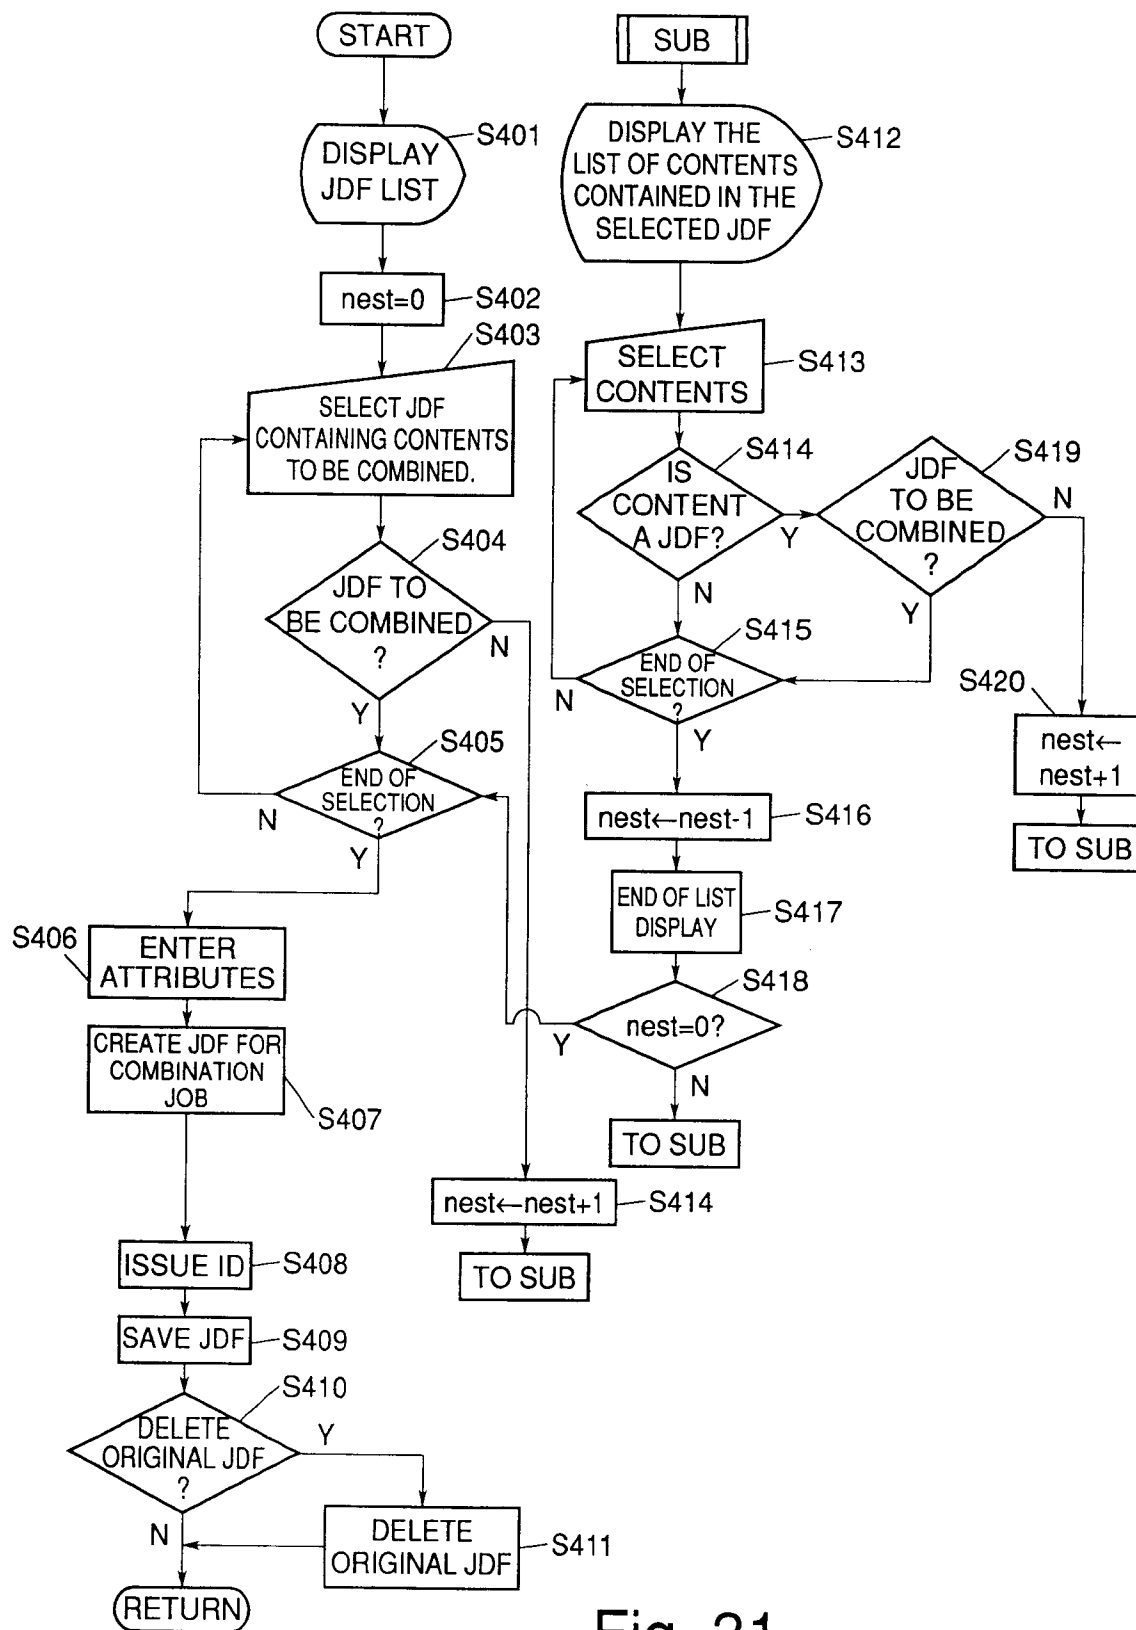 START
DISPLAY
JDF LIST
S401
nest=0
S402
S403
SELECT JDF
CONTAINING CONTENTS
TO BE COMBINED.
S404
JDF TO
BE COMBINED
?
N
Y
S405
END OF
SELECTION
?
N
Y
S406
ENTER
ATTRIBUTES
CREATE JDF FOR
COMBINATION
JOB
S407
ISSUE ID
S408
SAVE JDF
S409
S410
DELETE
ORIGINAL JDF
?
Y
N
DELETE
ORIGINAL JDF
S411
RETURN
nest←nest+1
S414
TO SUB
SUB
DISPLAY THE
LIST OF CONTENTS
CONTAINED IN THE
SELECTED JDF
S412
SELECT
CONTENTS
S413
S414
IS
CONTENT
A JDF?
Y
N
S419
JDF
TO BE
COMBINED
?
N
Y
S415
END OF
SELECTION
?
N
Y
S420
nest←
nest+1
TO SUB
nest←nest-1
S416
END OF LIST
DISPLAY
S417
S418
nest=0?
Y
N
TO SUB
Fig. 21